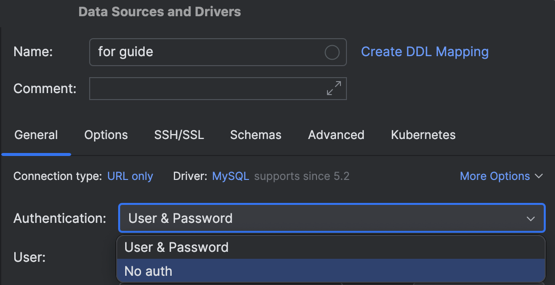 Data Sources and Drivers
Name: for guide Create DDL Mapping
Comment:
General Options SSH/SSL Schemas Advanced Kubernetes
Connection type: URL only Driver: MySQL supports since 5.2 More Options
Authentication: User & Password
User & Password
User:
No auth